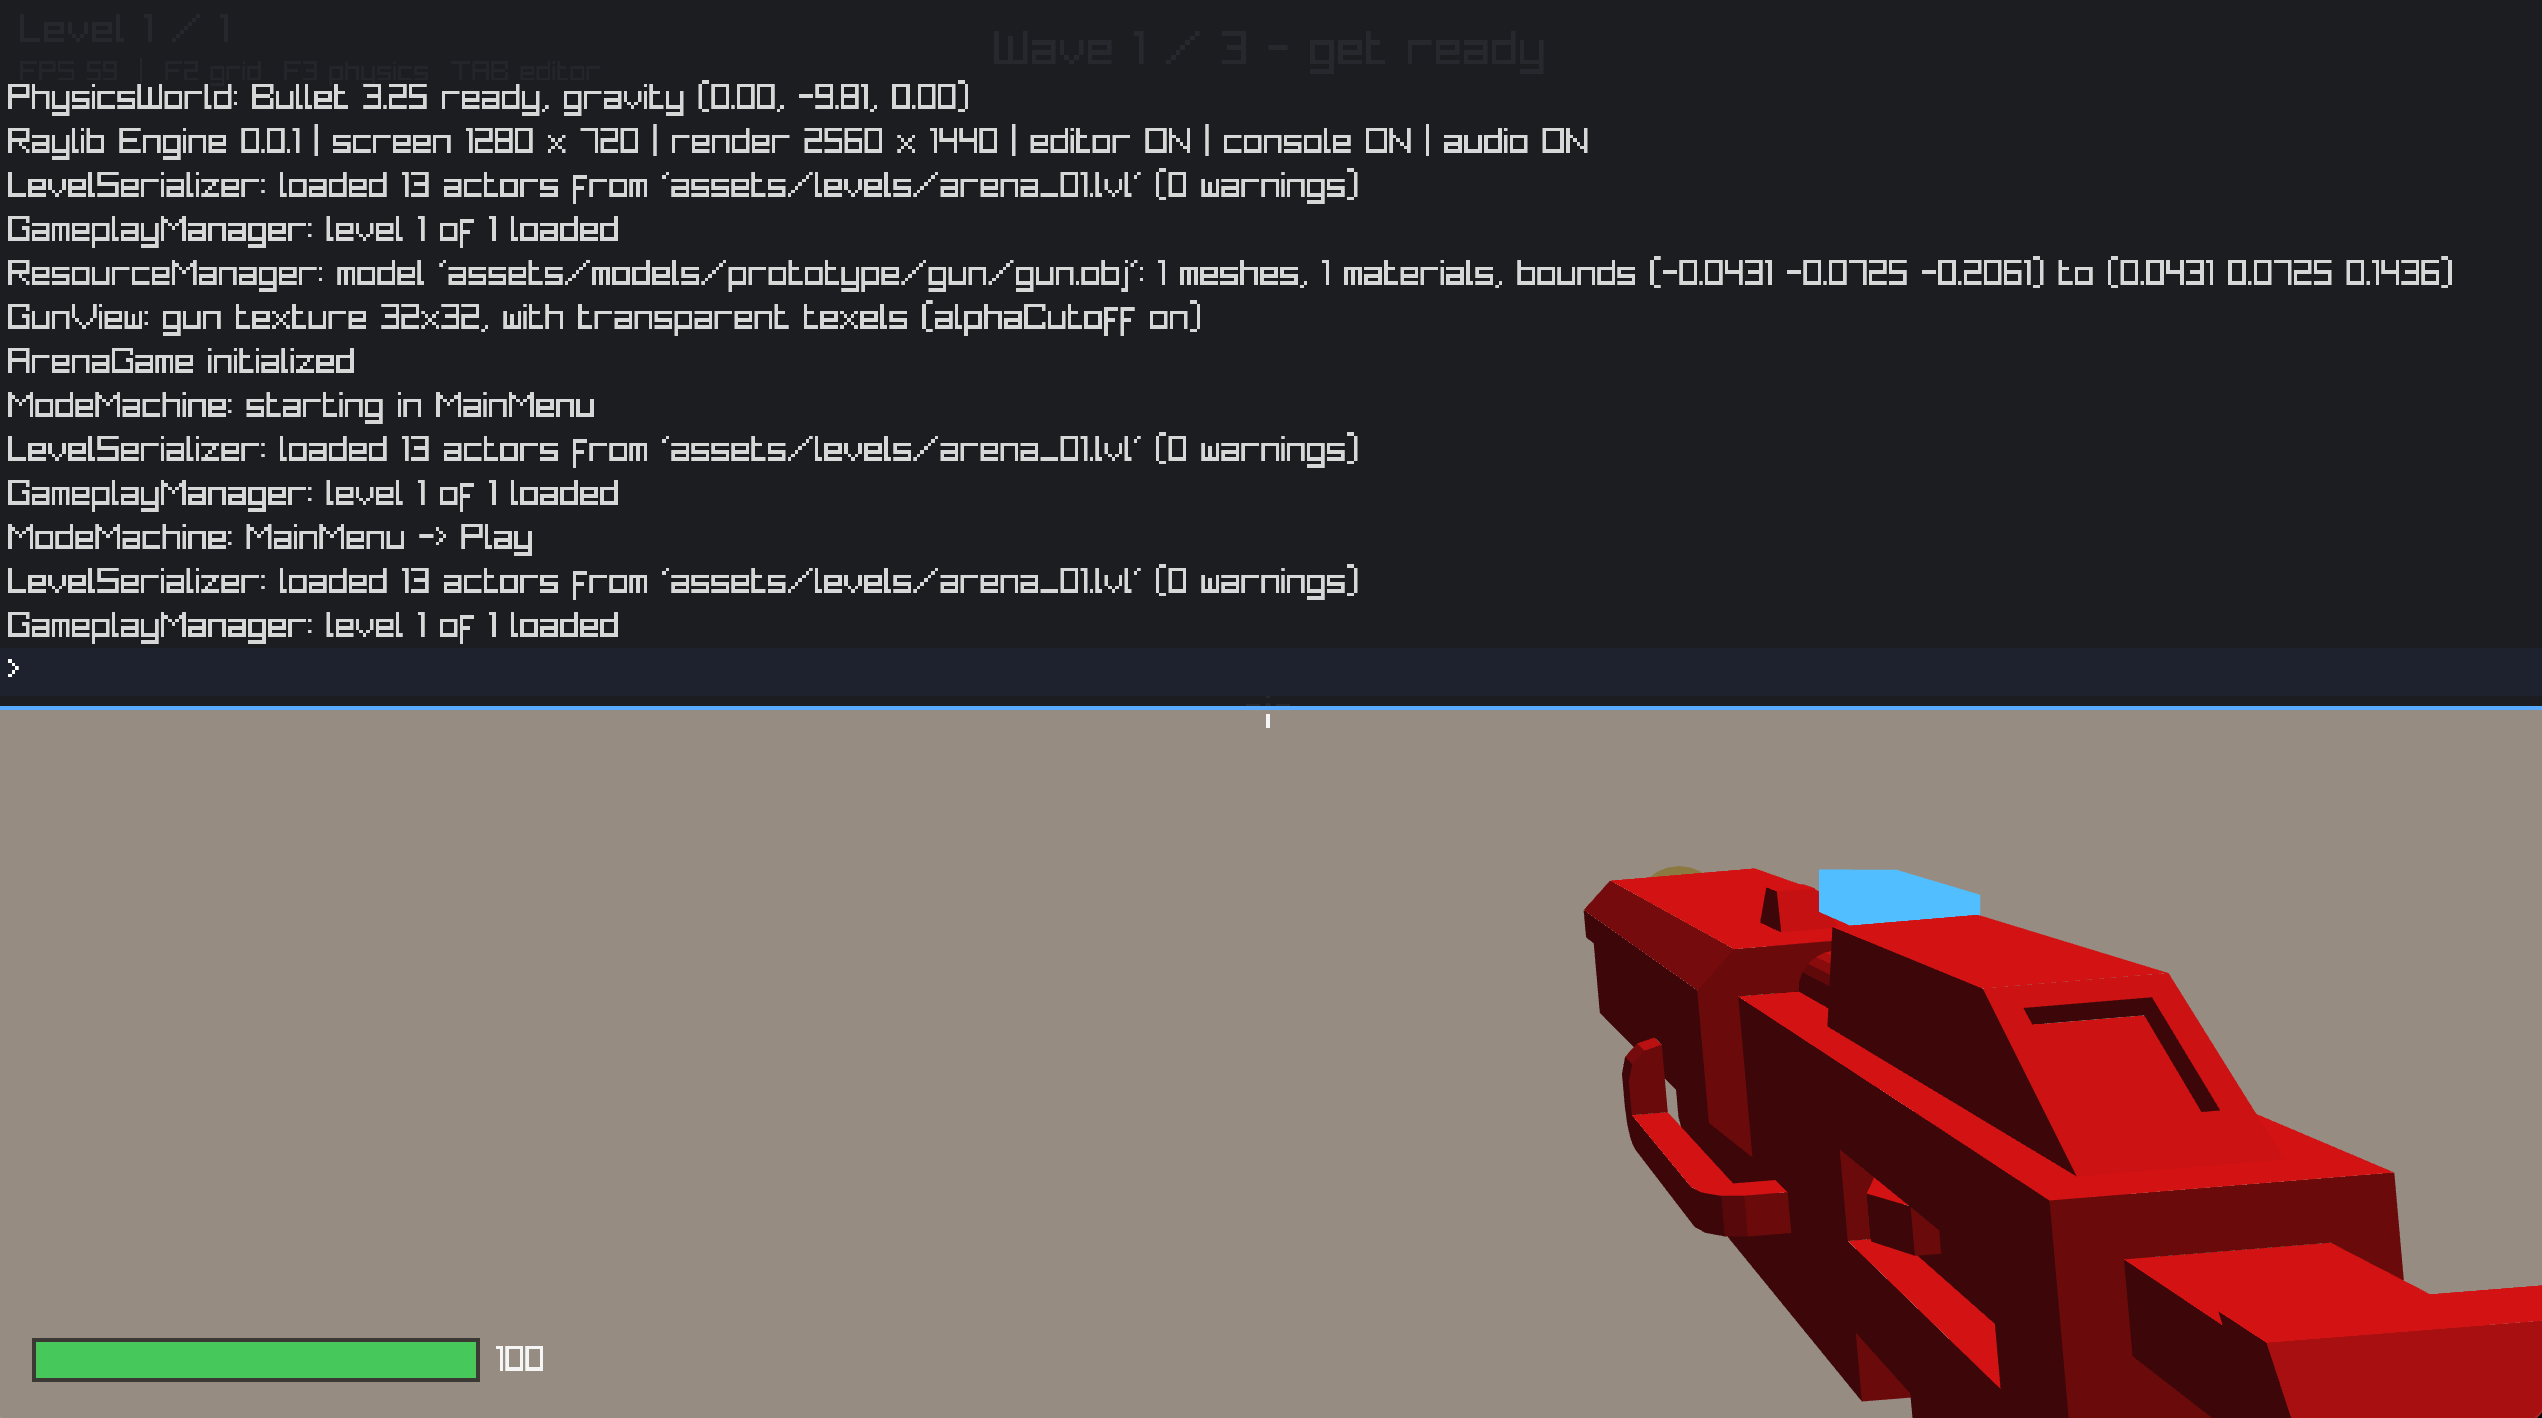 Level 1 / 1
Wave 1 / 3 - get ready
FPS 59 | F2 grid F3 physics TAB editor
PhysicsWorld: Bullet 3.25 ready, gravity (0.00, -9.81, 0.00)
Raylib Engine 0.0.1 | screen 1280 x 720 | render 2560 x 1440 | editor ON | console ON | audio ON
LevelSerializer: loaded 13 actors from 'assets/levels/arena_01.lvl' (0 warnings)
GameplayManager: level 1 of 1 loaded
ResourceManager: model 'assets/models/prototype/gun/gun.obj': 1 meshes, 1 materials, bounds (-0.0431 -0.0725 -0.2061) to (0.0431 0.0725 0.1436)
GunView: gun texture 32x32, with transparent texels (alphaCutoff on)
ArenaGame initialized
ModeMachine: starting in MainMenu
LevelSerializer: loaded 13 actors from 'assets/levels/arena_01.lvl' (0 warnings)
GameplayManager: level 1 of 1 loaded
ModeMachine: MainMenu -> Play
LevelSerializer: loaded 13 actors from 'assets/levels/arena_01.lvl' (0 warnings)
GameplayManager: level 1 of 1 loaded
>
100